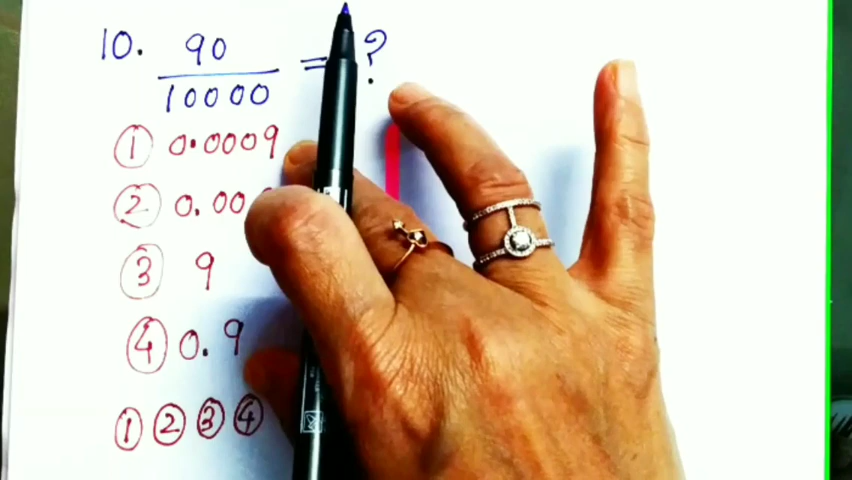 10. 90/10000 = ?
① 0.0009
② 0.00
③ 9
④ 0.9
① ② ③ ④